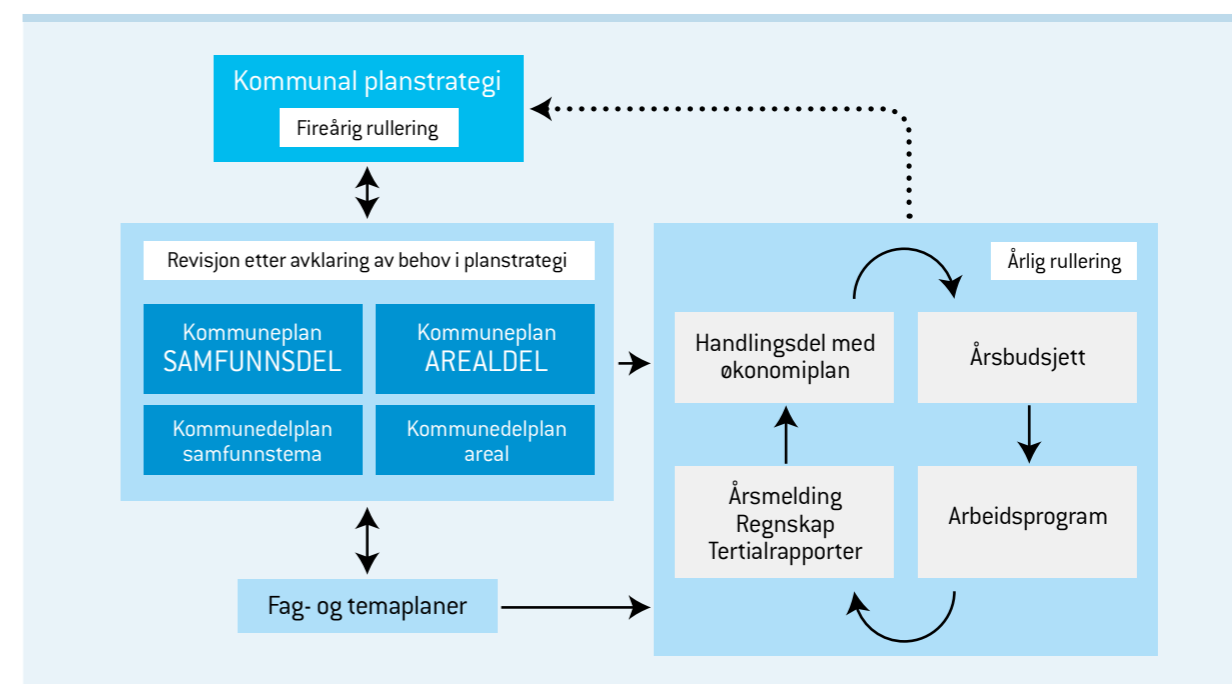 Kommunal planstrategi
Fireårig rullering
Revisjon etter avklaring av behov i planstrategi
Kommuneplan
SAMFUNNSDEL
Kommuneplan
AREALDEL
Kommunedelplan
samfunnstema
Kommunedelplan
areal
Fag- og temaplaner
Årlig rullering
Handlingsdel med
økonomiplan
Årsbudsjett
Årsmelding
Regnskap
Tertialrapporter
Arbeidsprogram